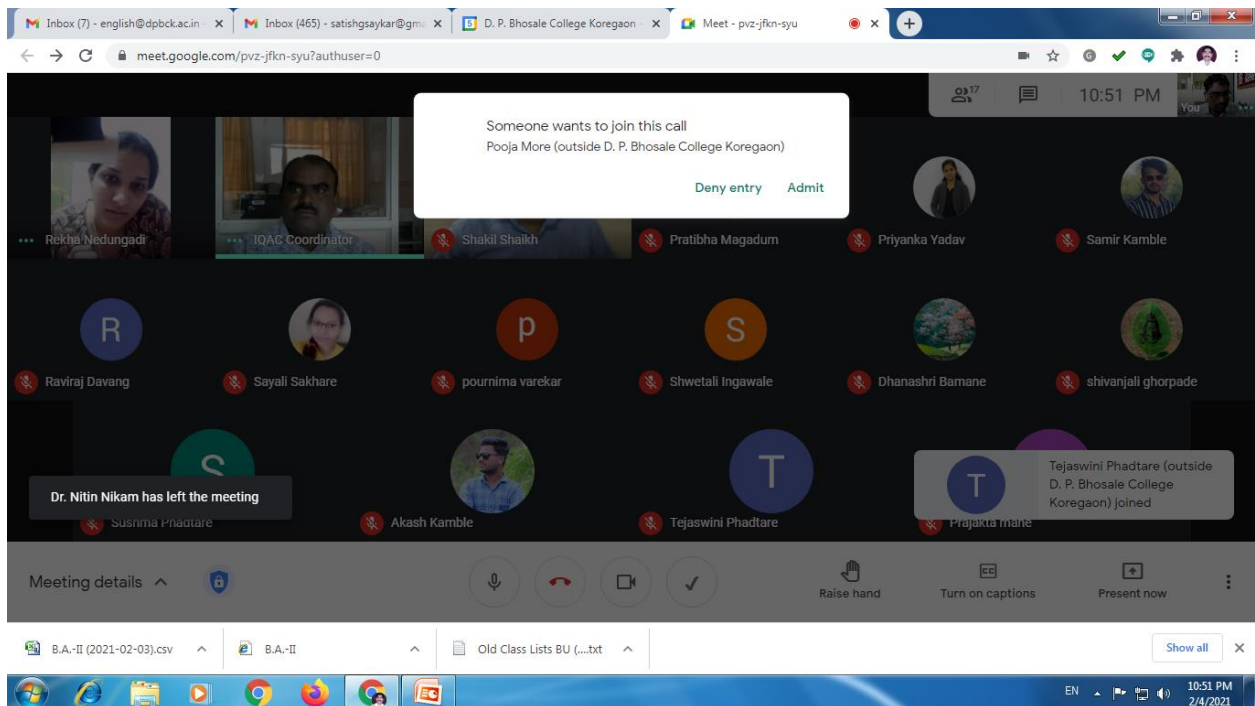 Inbox (7) - english@dpbck.ac.in -
Inbox (465) - satishgsaykar@gma
D. P. Bhosale College Koregaon -
Meet - pvz-jfkn-syu
meet.google.com/pvz-jfkn-syu?authuser=0
17
10:51 PM
You
Someone wants to join this call
Pooja More (outside D. P. Bhosale College Koregaon)
Deny entry Admit
Rekha Nedungadi
IQAC Coordinator
Shakil Shaikh
Pratibha Magadum
Priyanka Yadav
Samir Kamble
R
p
S
Raviraj Davang
Sayali Sakhare
pournima varekar
Shwetali Ingawale
Dhanashri Bamane
shivanjali ghorpade
S
T
Dr. Nitin Nikam has left the meeting
T
Tejaswini Phadtare (outside
D. P. Bhosale College
Koregaon) joined
Sushma Phadtare
Akash Kamble
Tejaswini Phadtare
Prajakta mane
Meeting details
Raise hand
CC
Turn on captions
Present now
B.A.-II (2021-02-03).csv
B.A.-II
Old Class Lists BU (....txt
Show all
EN
10:51 PM
2/4/2021